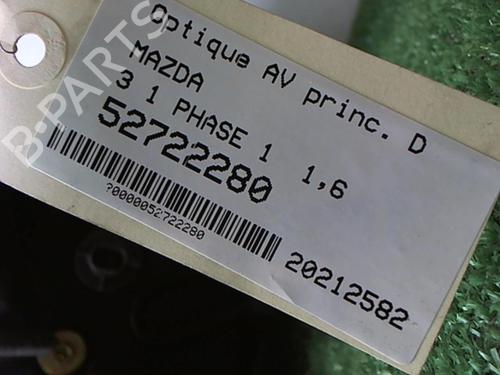 Optique AV princ. D
MAZDA
3 1 PHASE 1 1,6
52722280
?0000052722280
20212582
B-PARTS